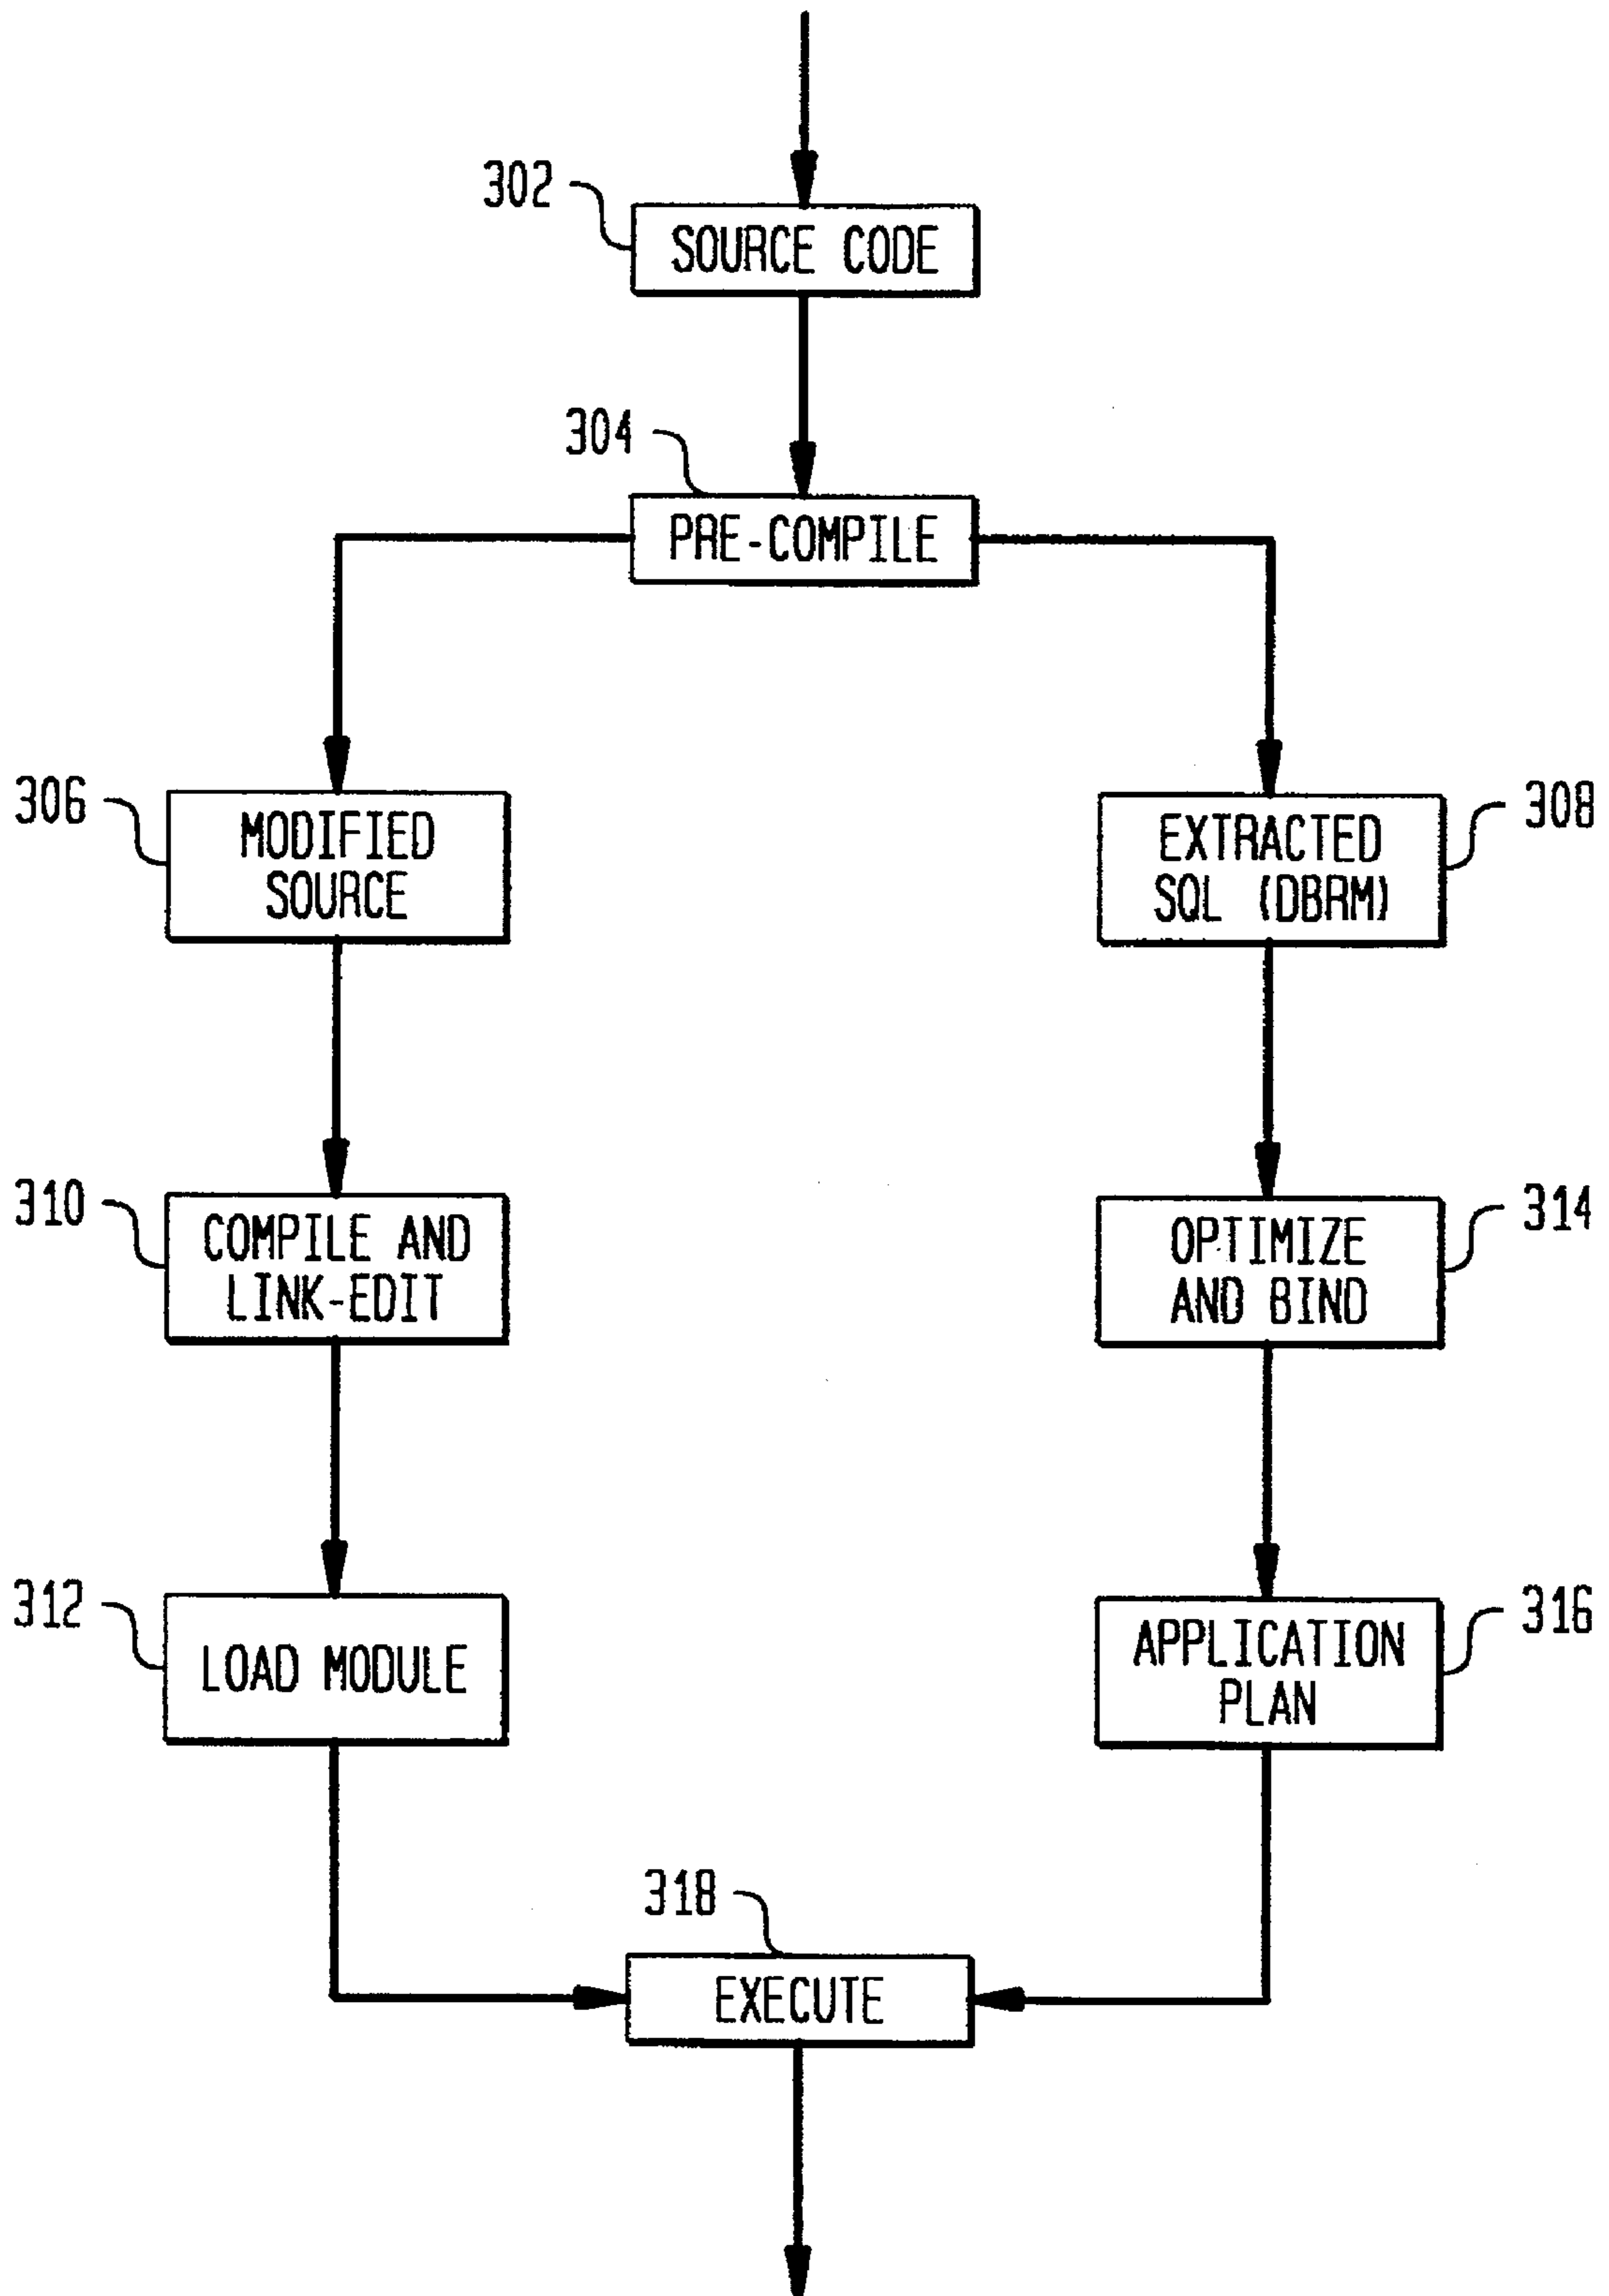 302
SOURCE CODE
304
PRE-COMPILE
306
MODIFIED
SOURCE
308
EXTRACTED
SQL (DBRM)
310
COMPILE AND
LINK-EDIT
314
OPTIMIZE
AND BIND
312
LOAD MODULE
316
APPLICATION
PLAN
318
EXECUTE